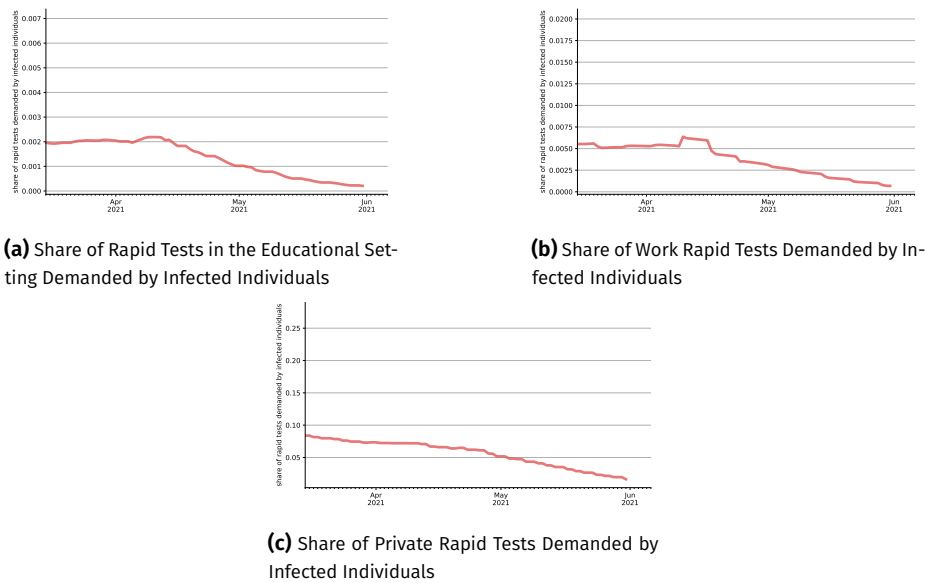 share of rapid tests demanded by infected individuals
0.007
0.006
0.005
0.004
0.003
0.002
0.001
0.000
Apr
2021
May
2021
Jun
2021
(a) Share of Rapid Tests in the Educational Set-
ting Demanded by Infected Individuals
share of rapid tests demanded by infected individuals
0.0200
0.0175
0.0150
0.0125
0.0100
0.0075
0.0050
0.0025
0.0000
Apr
2021
May
2021
Jun
2021
(b) Share of Work Rapid Tests Demanded by In-
fected Individuals
share of rapid tests demanded by infected individuals
0.25
0.20
0.15
0.10
0.05
Apr
2021
May
2021
Jun
2021
(c) Share of Private Rapid Tests Demanded by
Infected Individuals